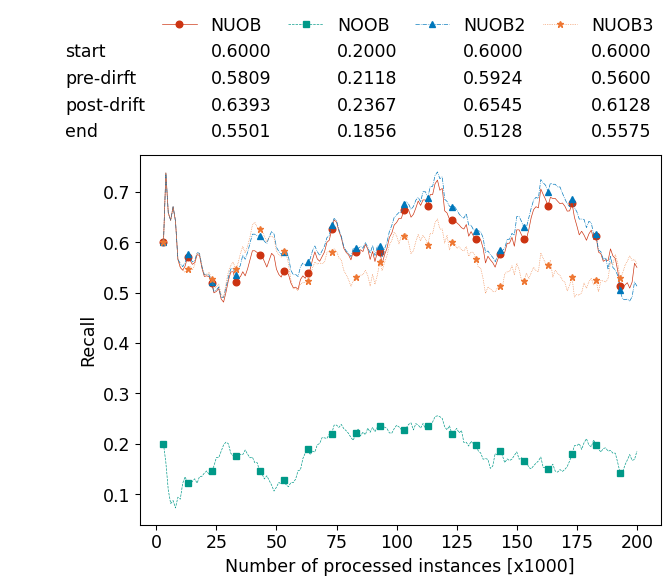 NUOB NOOB NUOB2 NUOB3
start 0.6000 0.2000 0.6000 0.6000
pre-dirft 0.5809 0.2118 0.5924 0.5600
post-drift 0.6393 0.2367 0.6545 0.6128
end 0.5501 0.1856 0.5128 0.5575
0.7
0.6
0.5
0.4
0.3
0.2
0.1
Recall
0 25 50 75 100 125 150 175 200
Number of processed instances [x1000]